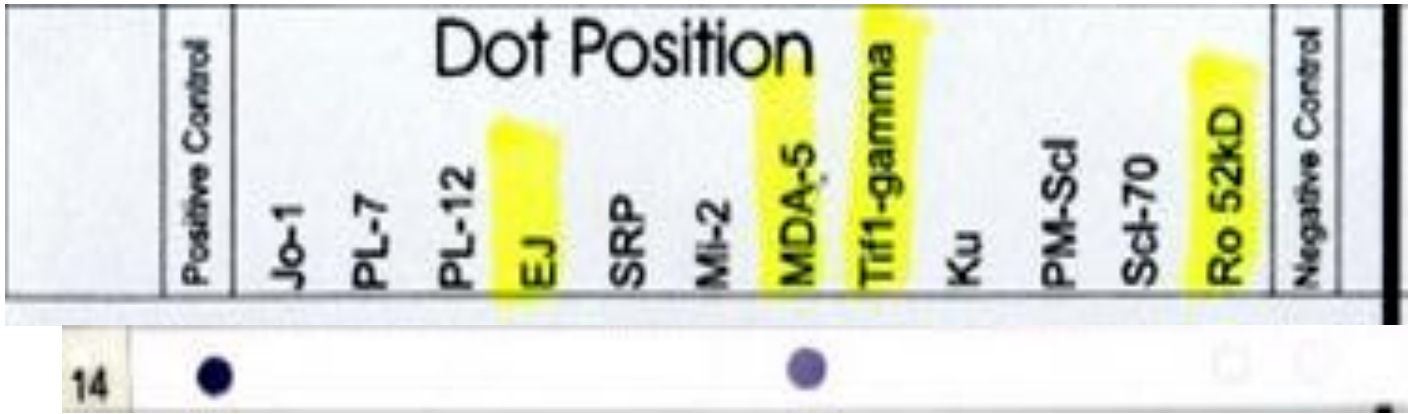 Dot Position
Positive Control
Jo-1
PL-7
PL-12
EJ
SRP
Mi-2
MDA-5
Tif1-gamma
Ku
PM-Scl
Scl-70
Ro 52kD
Negative Control
14